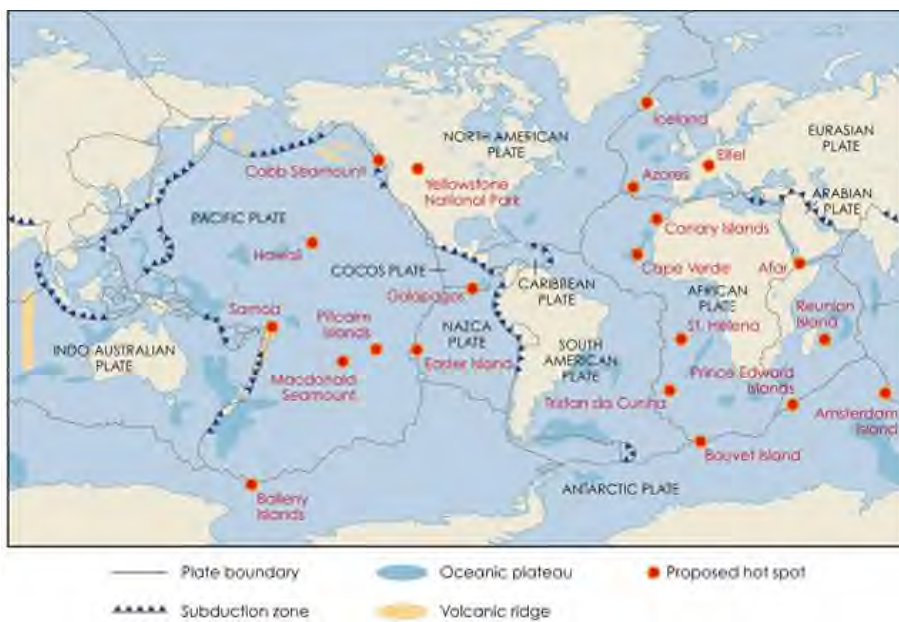 Iceland
NORTH AMERICAN
PLATE
EURASIAN
PLATE
Eifel
Cobb Seamount
Yellowstone
National Park
Azores
ARABIAN
PLATE
PACIFIC PLATE
Canary Islands
Hawaii
COCOS PLATE
CARIBBEAN
PLATE
Cape Verde
Afar
Galapagos
AFRICAN
PLATE
Samoa
Pitcairn
Islands
NAZCA
PLATE
St. Helena
Reunion
Island
INDO AUSTRALIAN
PLATE
Easter Island
SOUTH
AMERICAN
PLATE
Macdonald
Seamount
Prince Edward
Islands
Tristan da Cunha
Amsterdam
Island
Bouvet Island
Balleny
Islands
ANTARCTIC PLATE
Plate boundary
Oceanic plateau
Proposed hot spot
Subduction zone
Volcanic ridge